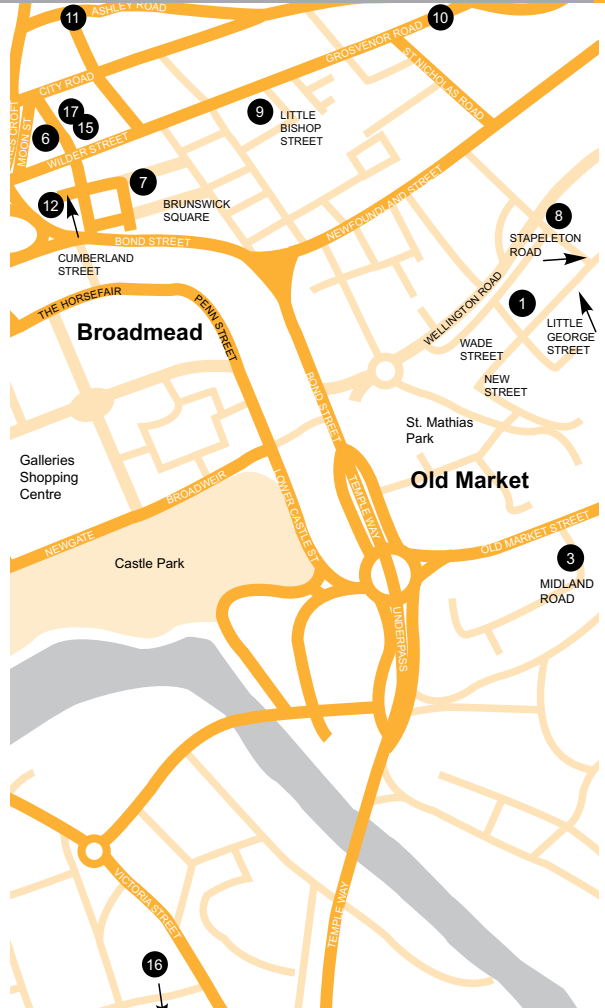 11
ASHLEY ROAD
10
GROSVENOR ROAD
CITY ROAD
ST NICHOLAS ROAD
17
15
9
LITTLE
BISHOP
STREET
6
MOON ST
CROFT
WILDER STREET
7
12
BRUNSWICK
SQUARE
NEWFOUNDLAND STREET
8
STAPELETON
ROAD
BOND STREET
CUMBERLAND
STREET
WELLINGTON ROAD
1
THE HORSEFAIR
PENN STREET
Broadmead
LITTLE
GEORGE
STREET
WADE
STREET
NEW
STREET
BOND STREET
St. Mathias
Park
Galleries
Shopping
Centre
BROADWEIR
LOWER CASTLE ST
TEMPLE WAY
Old Market
NEWGATE
OLD MARKET STREET
Castle Park
3
MIDLAND
ROAD
UNDERPASS
VICTORIA STREET
TEMPLE WAY
16